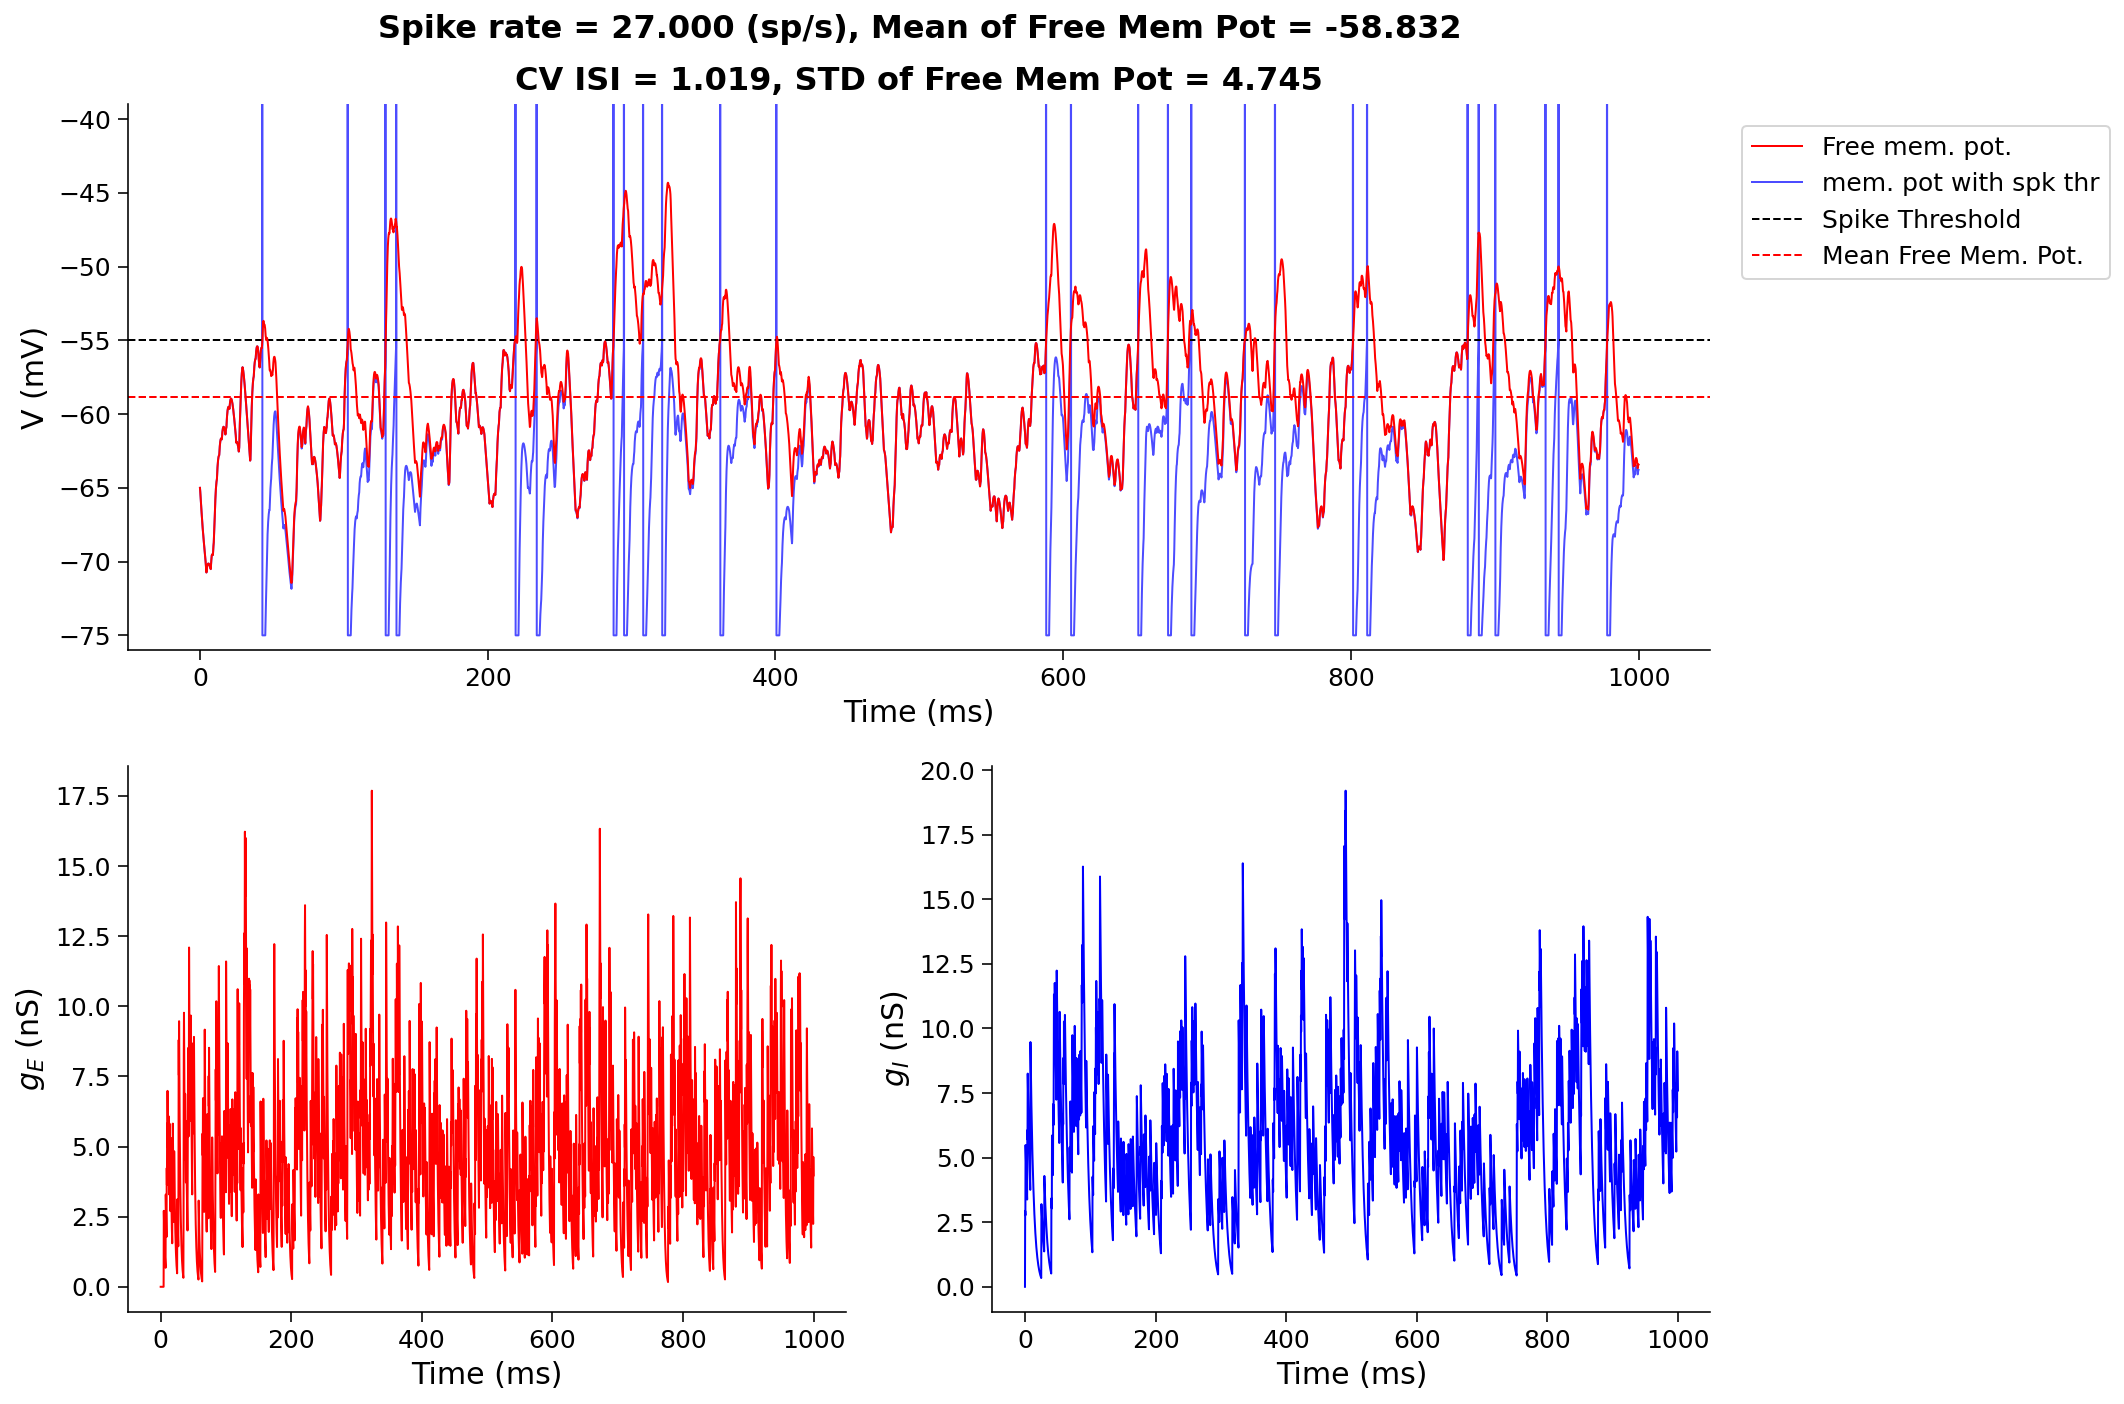 Spike rate = 27.000 (sp/s), Mean of Free Mem Pot = -58.832
CV ISI = 1.019, STD of Free Mem Pot = 4.745
−40
−45
−50
−55
−60
−65
−70
−75
V (mV)
0 200 400 600 800 1000
Time (ms)
Free mem. pot.
mem. pot with spk thr
Spike Threshold
Mean Free Mem. Pot.
17.5
15.0
12.5
10.0
7.5
5.0
2.5
0.0
g_E (nS)
0 200 400 600 800 1000
Time (ms)
20.0
17.5
15.0
12.5
10.0
7.5
5.0
2.5
0.0
g_I (nS)
0 200 400 600 800 1000
Time (ms)